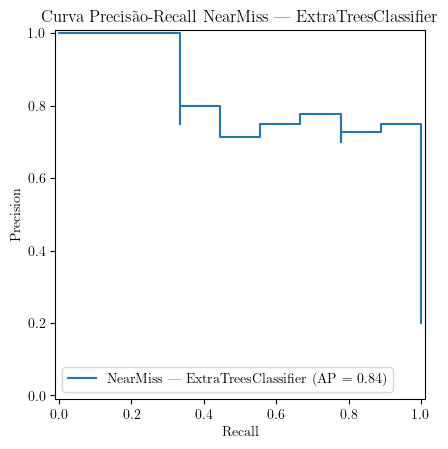 Curva Precisão-Recall NearMiss — ExtraTreesClassifier
1.0
0.8
0.6
0.4
0.2
0.0
Precision
NearMiss — ExtraTreesClassifier (AP = 0.84)
0.0 0.2 0.4 0.6 0.8 1.0
Recall